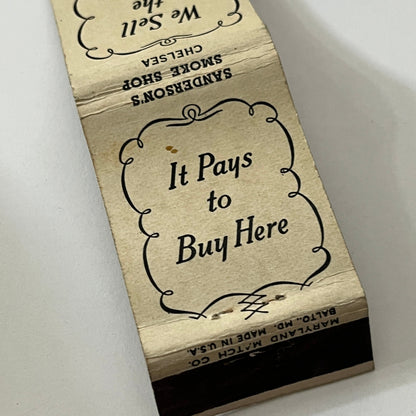 We Sell
the
SANDERSON'S
SMOKE SHOP
CHELSEA
It Pays
to
Buy Here
MARYLAND MATCH CO.
BALTO., MD. MADE IN U.S.A.